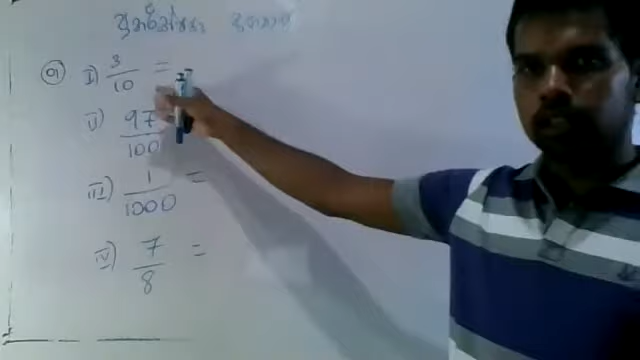 01 I) 3/10 =
II) 97/100
III) 1/1000 =
IV) 7/8 =